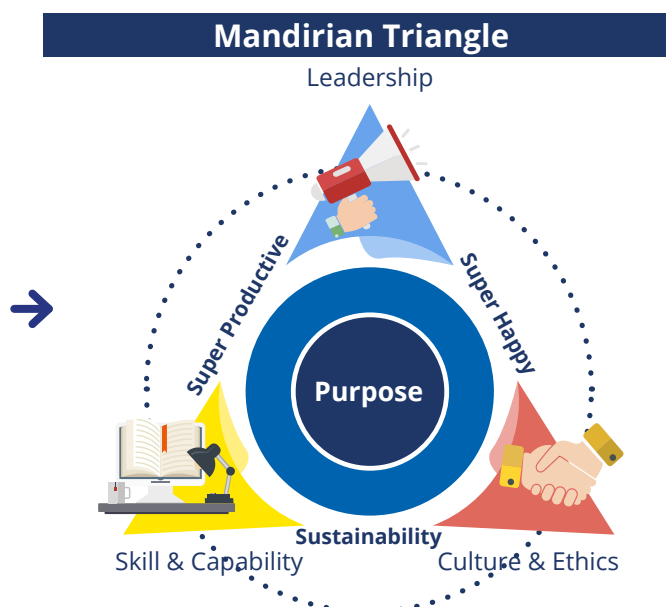 Mandirian Triangle
Leadership
Super Productive
Super Happy
Purpose
Sustainability
Skill & Capability
Culture & Ethics